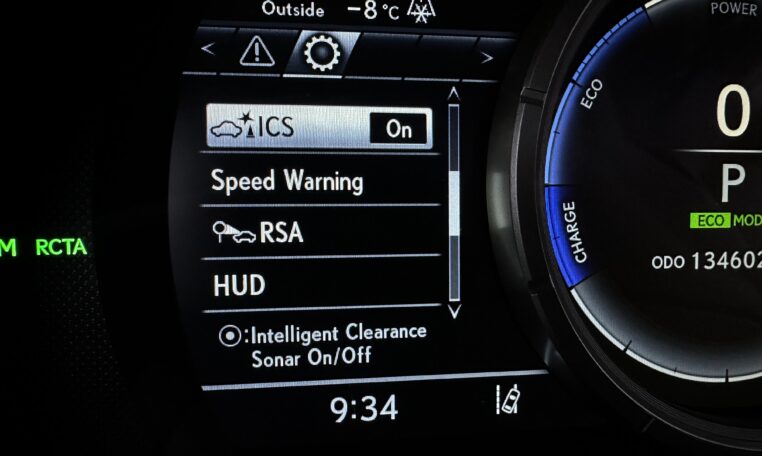 Outside -8°C
POWER
<
>
ICS On
Speed Warning
RSA
HUD
:Intelligent Clearance
Sonar On/Off
9:34
M RCTA
ECO
CHARGE
0
P
ECO MOD
ODO 134602